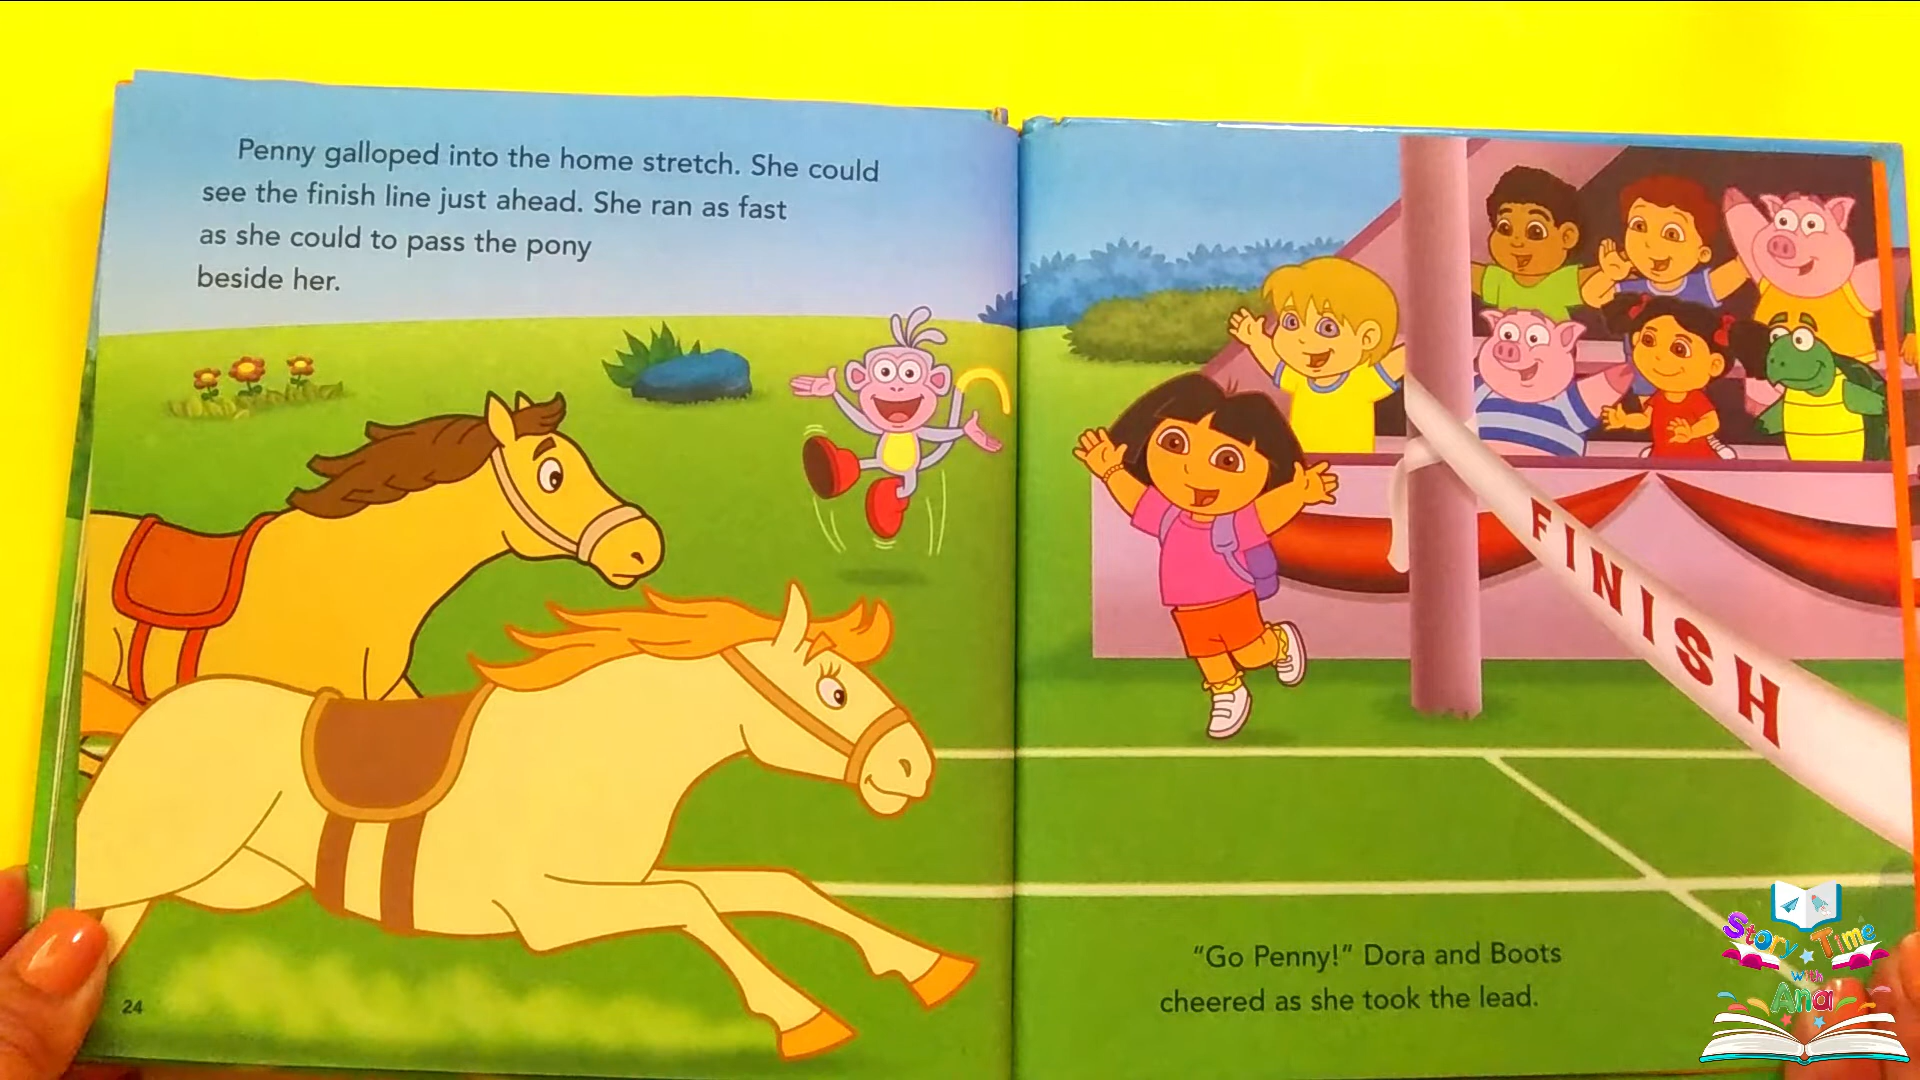 Penny galloped into the home stretch. She could
see the finish line just ahead. She ran as fast
as she could to pass the pony
beside her.
24
FINISH
"Go Penny!" Dora and Boots
cheered as she took the lead.
Story Time
with
Ana